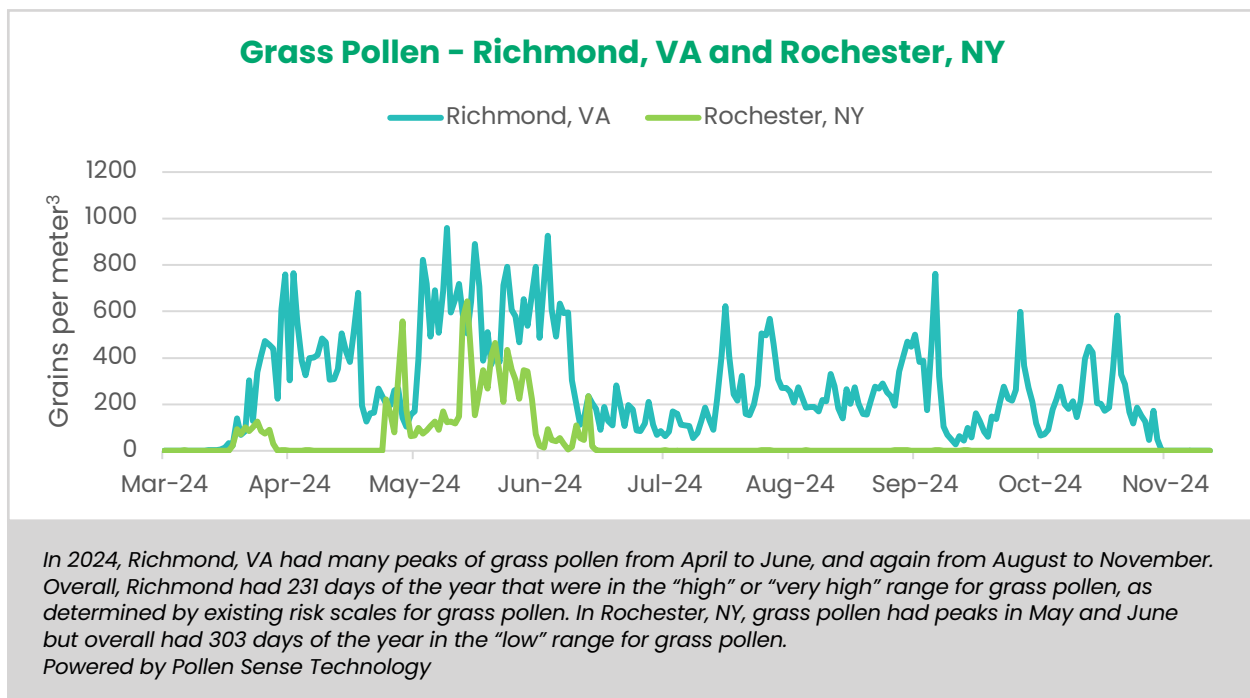 Grass Pollen - Richmond, VA and Rochester, NY
Richmond, VA Rochester, NY
Grains per meter³
1200
1000
800
600
400
200
0
Mar-24 Apr-24 May-24 Jun-24 Jul-24 Aug-24 Sep-24 Oct-24 Nov-24
In 2024, Richmond, VA had many peaks of grass pollen from April to June, and again from August to November.
Overall, Richmond had 231 days of the year that were in the “high” or “very high” range for grass pollen, as
determined by existing risk scales for grass pollen. In Rochester, NY, grass pollen had peaks in May and June
but overall had 303 days of the year in the “low” range for grass pollen.
Powered by Pollen Sense Technology